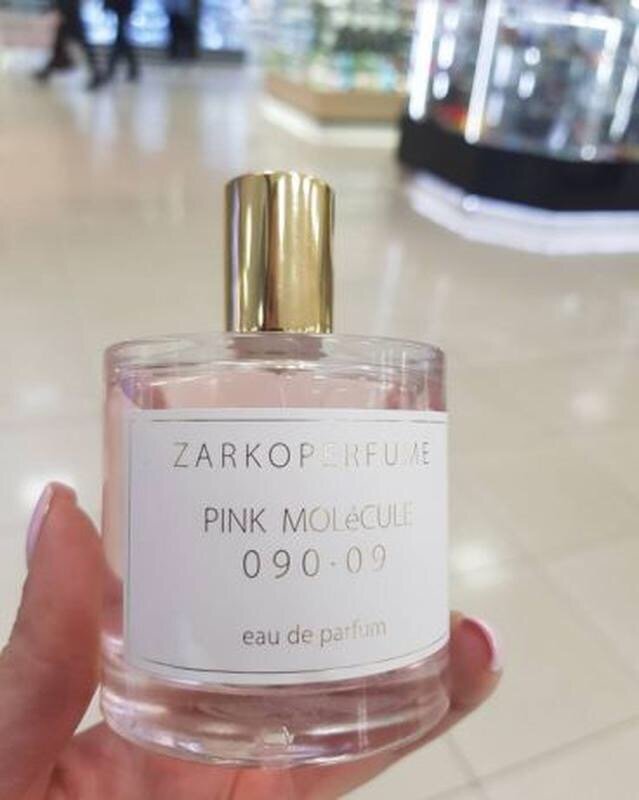 ZARKOPERFUME
PINK MOLéCULE
090·09
eau de parfum